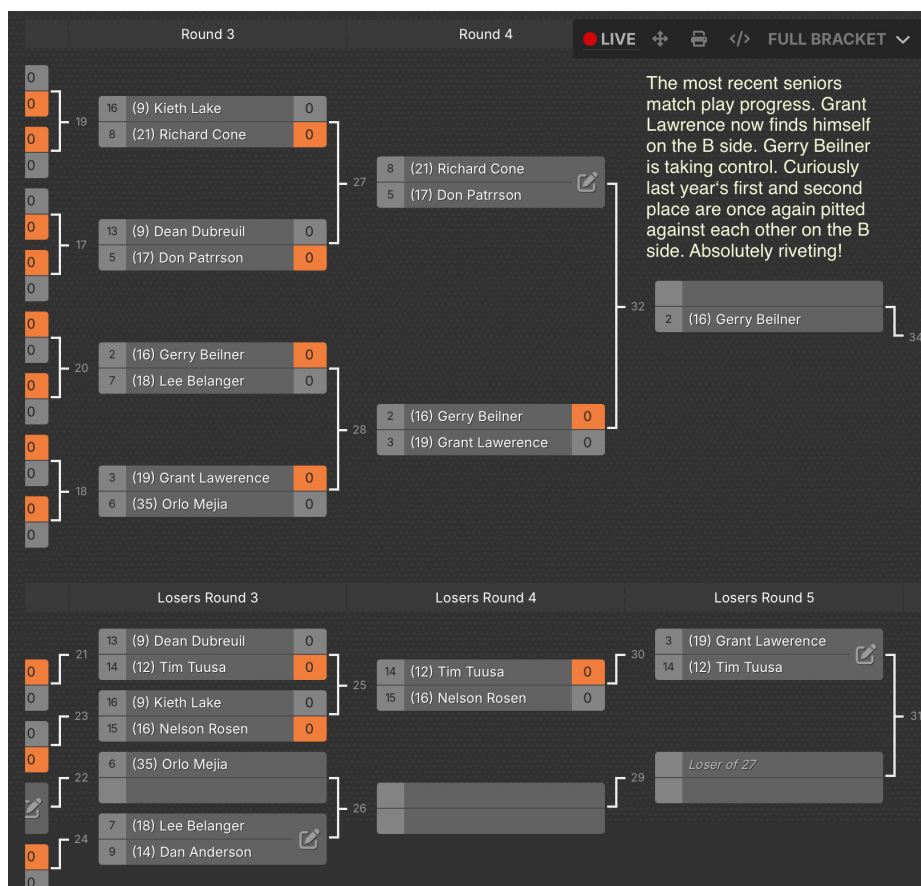 Round 3
Round 4
LIVE </> FULL BRACKET
The most recent seniors
match play progress. Grant
Lawrence now finds himself
on the B side. Gerry Beilner
is taking control. Curiously
last year's first and second
place are once again pitted
against each other on the B
side. Absolutely riveting!
0
0
0
0
19
16 (9) Kieth Lake 0
8 (21) Richard Cone 0
0
0
0
0
17
13 (9) Dean Dubreuil 0
5 (17) Don Patrrson 0
27
8 (21) Richard Cone
5 (17) Don Patrrson
0
0
0
0
20
2 (16) Gerry Beilner 0
7 (18) Lee Belanger 0
0
0
0
0
18
3 (19) Grant Lawerence 0
6 (35) Orlo Mejia 0
28
2 (16) Gerry Beilner 0
3 (19) Grant Lawerence 0
32
2 (16) Gerry Beilner
34
Losers Round 3
Losers Round 4
Losers Round 5
0
0
21
13 (9) Dean Dubreuil 0
14 (12) Tim Tuusa 0
0
0
23
16 (9) Kieth Lake 0
15 (16) Nelson Rosen 0
25
14 (12) Tim Tuusa 0
15 (16) Nelson Rosen 0
30
3 (19) Grant Lawerence
14 (12) Tim Tuusa
22
6 (35) Orlo Mejia
0
0
24
7 (18) Lee Belanger
9 (14) Dan Anderson
26
29
Loser of 27
31